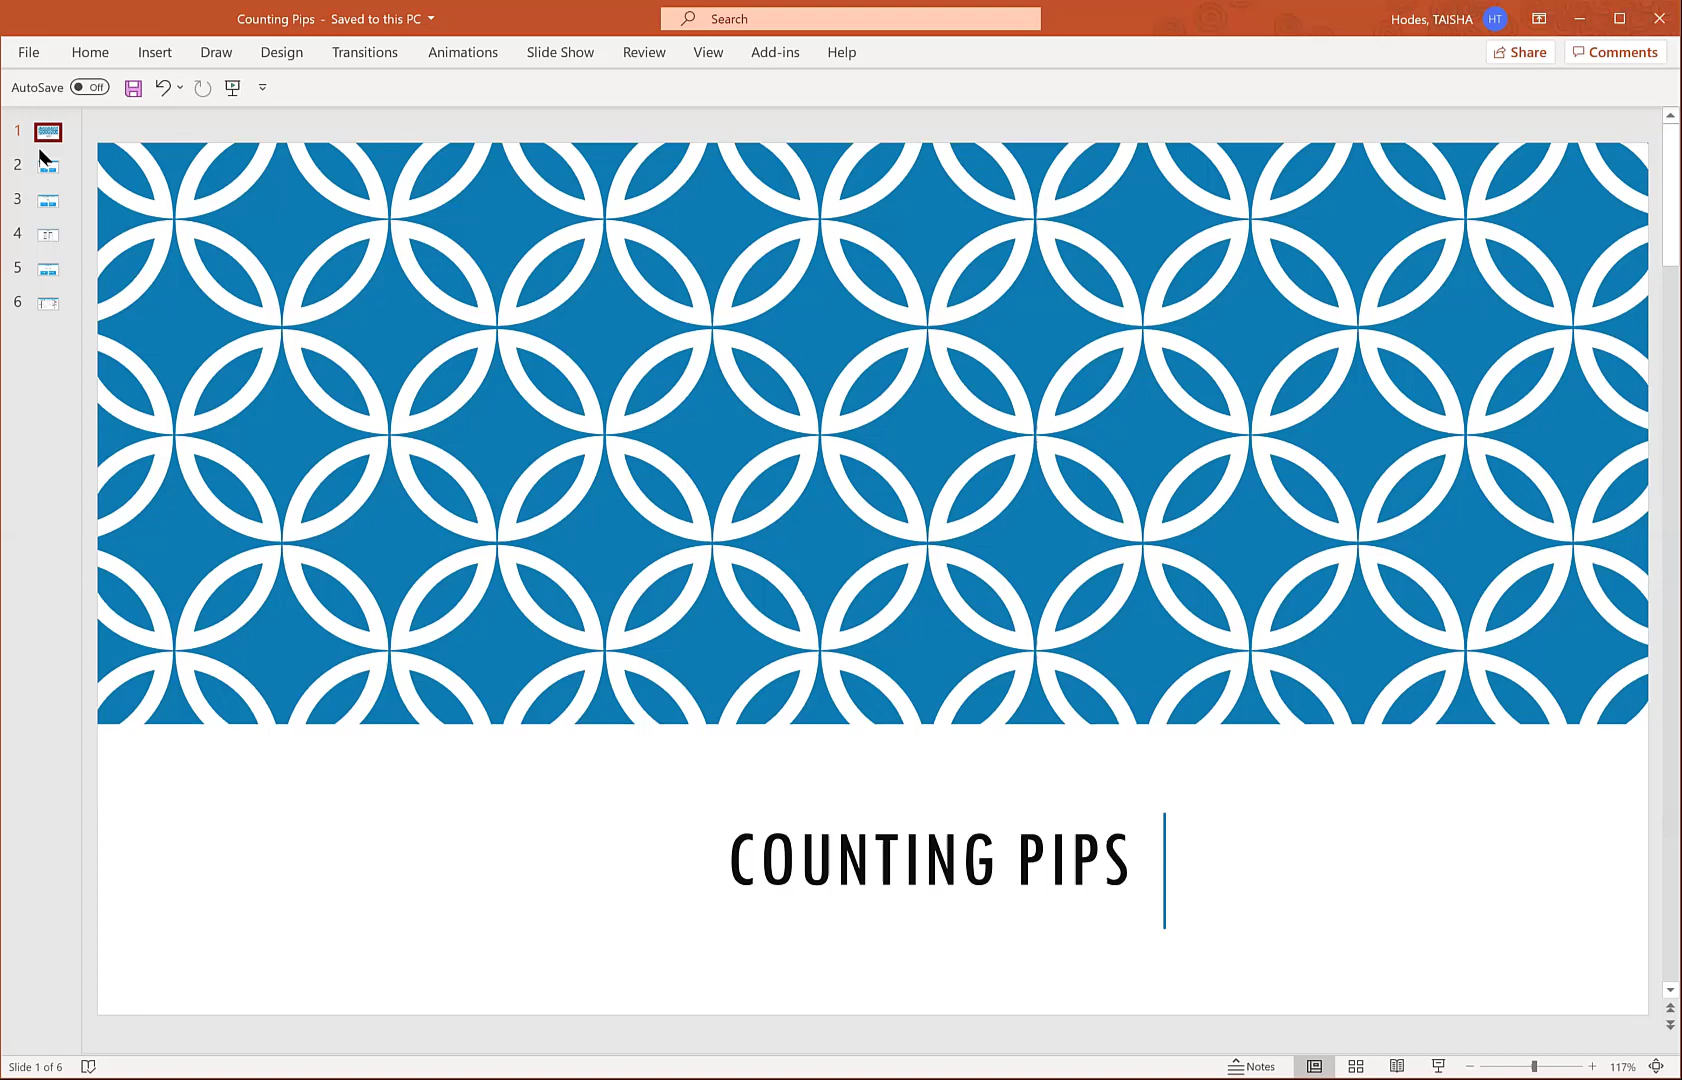 Counting Pips - Saved to this PC
Search
Hodes, TAISHA HT
File Home Insert Draw Design Transitions Animations Slide Show Review View Add-ins Help
Share Comments
AutoSave Off
1
2
3
4
5
6
COUNTING PIPS
Slide 1 of 6
Notes
117%